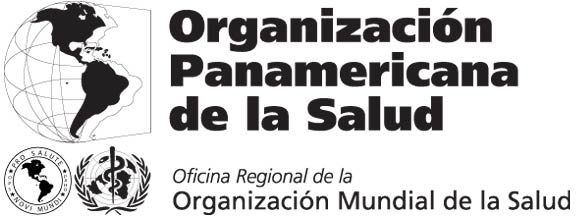 Organización
Panamericana
de la Salud
PRO SALUTE
NOVI MUNDI
Oficina Regional de la
Organización Mundial de la Salud